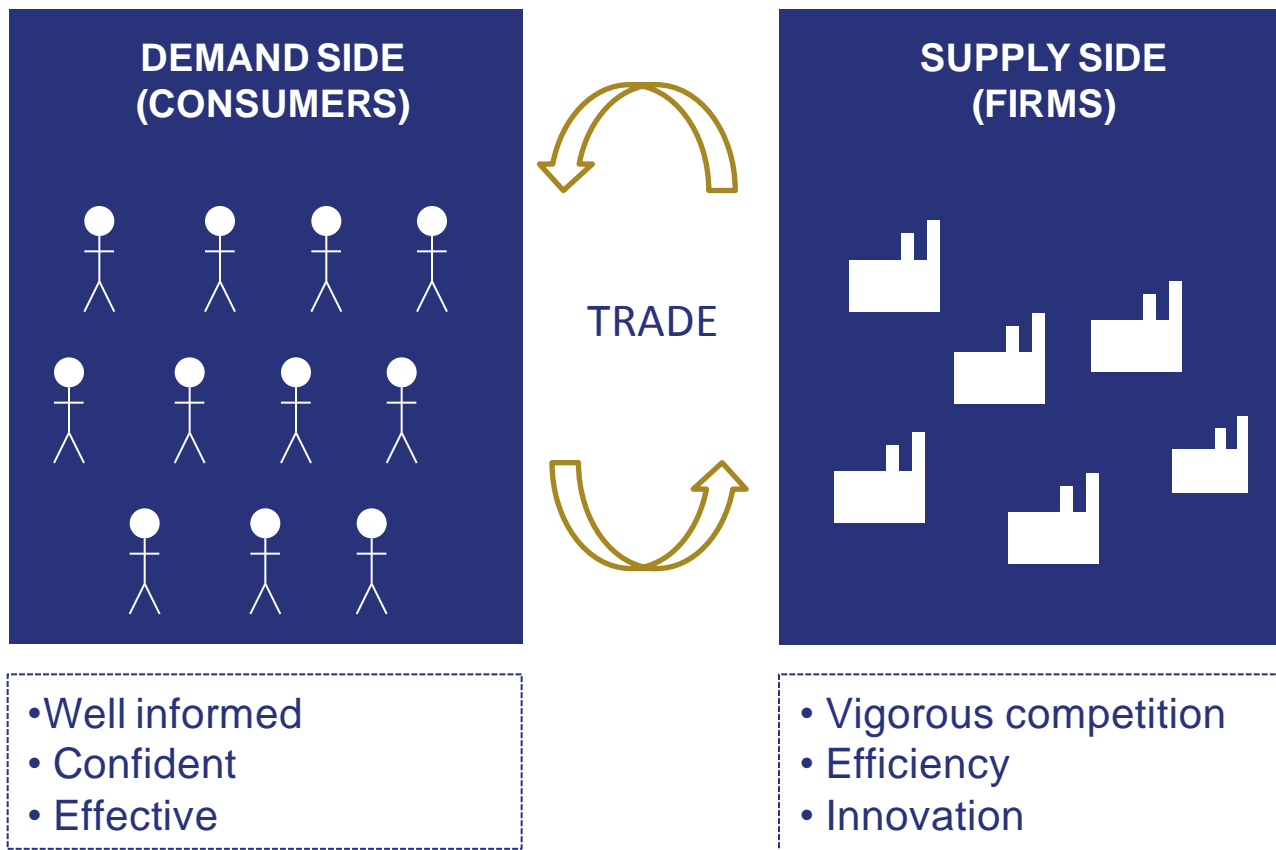 DEMAND SIDE
(CONSUMERS)
SUPPLY SIDE
(FIRMS)
TRADE
•Well informed
• Confident
• Effective
• Vigorous competition
• Efficiency
• Innovation